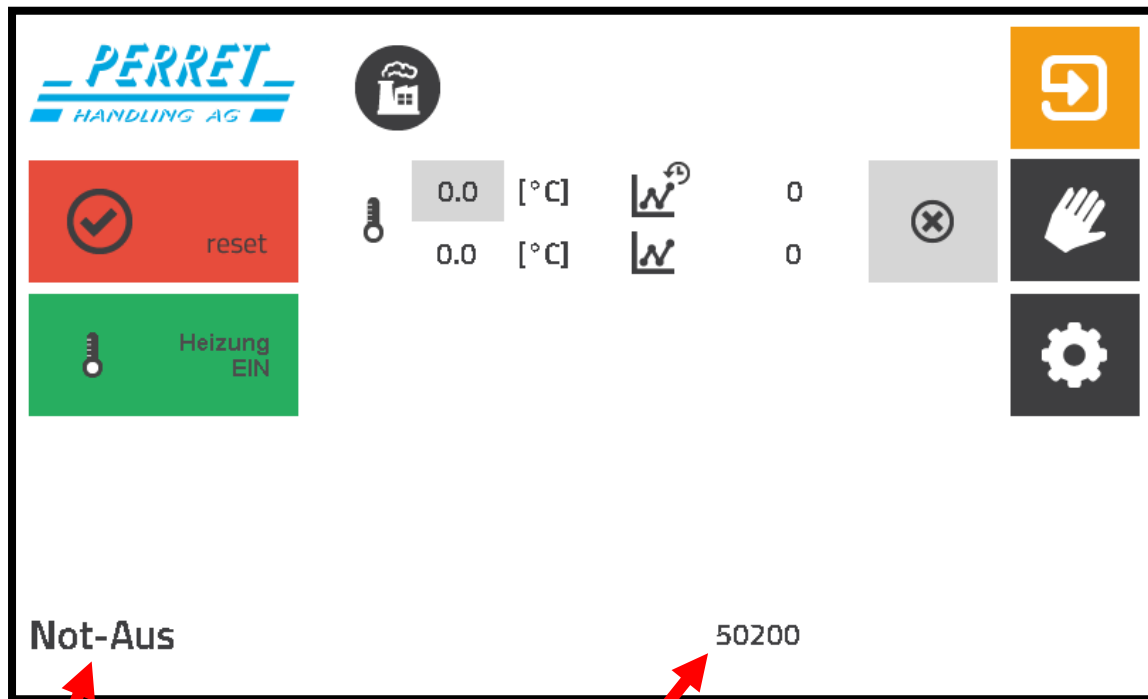 PERRET
HANDLING AG
reset
0.0 [°C] 0
0.0 [°C] 0
Heizung
EIN
Not-Aus
50200